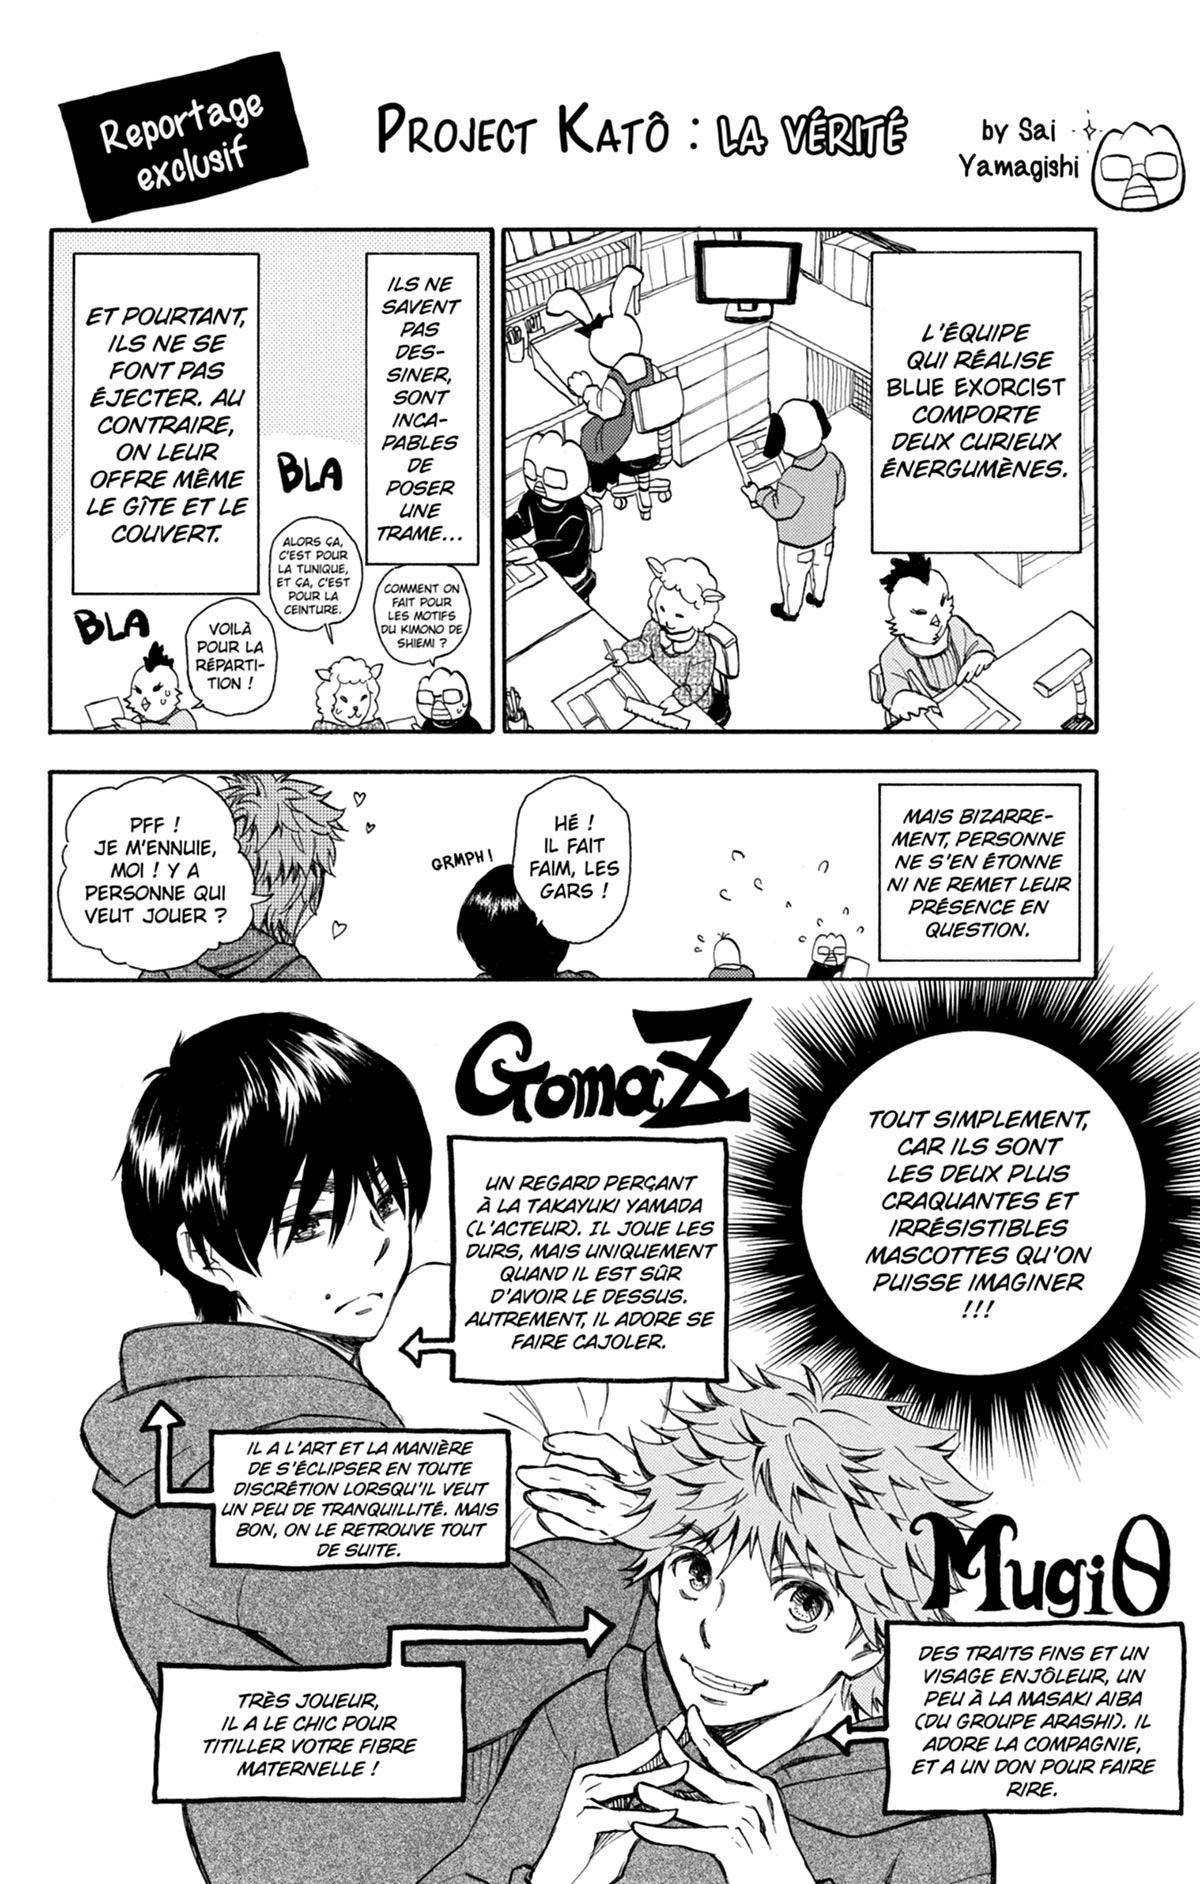 Reportage
exclusif
PROJECT KATÔ : LA VÉRITÉ
by Sai
Yamagishi
L'ÉQUIPE
QUI RÉALISE
BLUE EXORCIST
COMPORTE
DEUX CURIEUX
ÉNERGUMÈNES.
ILS NE
SAVENT
PAS
DES-
SINER,
SONT
INCA-
PABLES
DE
POSER
UNE
TRAME...
ET POURTANT,
ILS NE SE
FONT PAS
ÉJECTER. AU
CONTRAIRE,
ON LEUR
OFFRE MÊME
LE GÎTE ET LE
COUVERT.
COMMENT ON
FAIT POUR
LES MOTIFS
DU KIMONO DE
SHIEMI ?
BLA
ALORS ÇA,
C'EST POUR
LA TUNIQUE,
ET ÇA, C'EST
POUR LA
CEINTURE.
BLA
VOILÀ
POUR LA
RÉPARTI-
TION !
MAIS BIZARRE-
MENT, PERSONNE
NE S'EN ÉTONNE
NI NE REMET LEUR
PRÉSENCE EN
QUESTION.
HÉ !
IL FAIT
FAIM, LES
GARS !
GRMPH !
PFF !
JE M'ENNUIE,
MOI ! Y A
PERSONNE QUI
VEUT JOUER ?
TOUT SIMPLEMENT,
CAR ILS SONT
LES DEUX PLUS
CRAQUANTES ET
IRRÉSISTIBLES
MASCOTTES QU'ON
PUISSE IMAGINER
!!!
GomaZ
UN REGARD PERÇANT
À LA TAKAYUKI YAMADA
(L'ACTEUR). IL JOUE LES
DURS, MAIS UNIQUEMENT
QUAND IL EST SÛR
D'AVOIR LE DESSUS.
AUTREMENT, IL ADORE SE
FAIRE CAJOLER.
IL A L'ART ET LA MANIÈRE
DE S'ÉCLIPSER EN TOUTE
DISCRÉTION LORSQU'IL VEUT
UN PEU DE TRANQUILLITÉ. MAIS
BON, ON LE RETROUVE TOUT
DE SUITE.
Mugiθ
DES TRAITS FINS ET UN
VISAGE ENJÔLEUR, UN
PEU À LA MASAKI AIBA
(DU GROUPE ARASHI). IL
ADORE LA COMPAGNIE,
ET A UN DON POUR FAIRE
RIRE.
TRÈS JOUEUR,
IL A LE CHIC POUR
TITILLER VOTRE FIBRE
MATERNELLE !